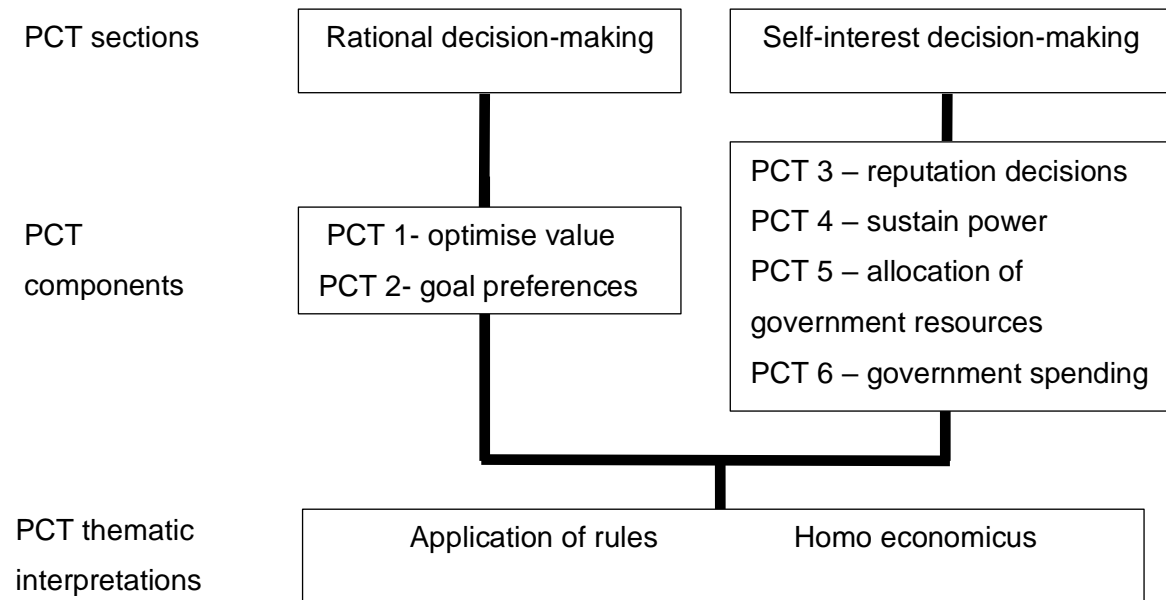 PCT sections
Rational decision-making
Self-interest decision-making
PCT
components
PCT 1- optimise value
PCT 2- goal preferences
PCT 3 – reputation decisions
PCT 4 – sustain power
PCT 5 – allocation of
government resources
PCT 6 – government spending
PCT thematic
interpretations
Application of rules
Homo economicus